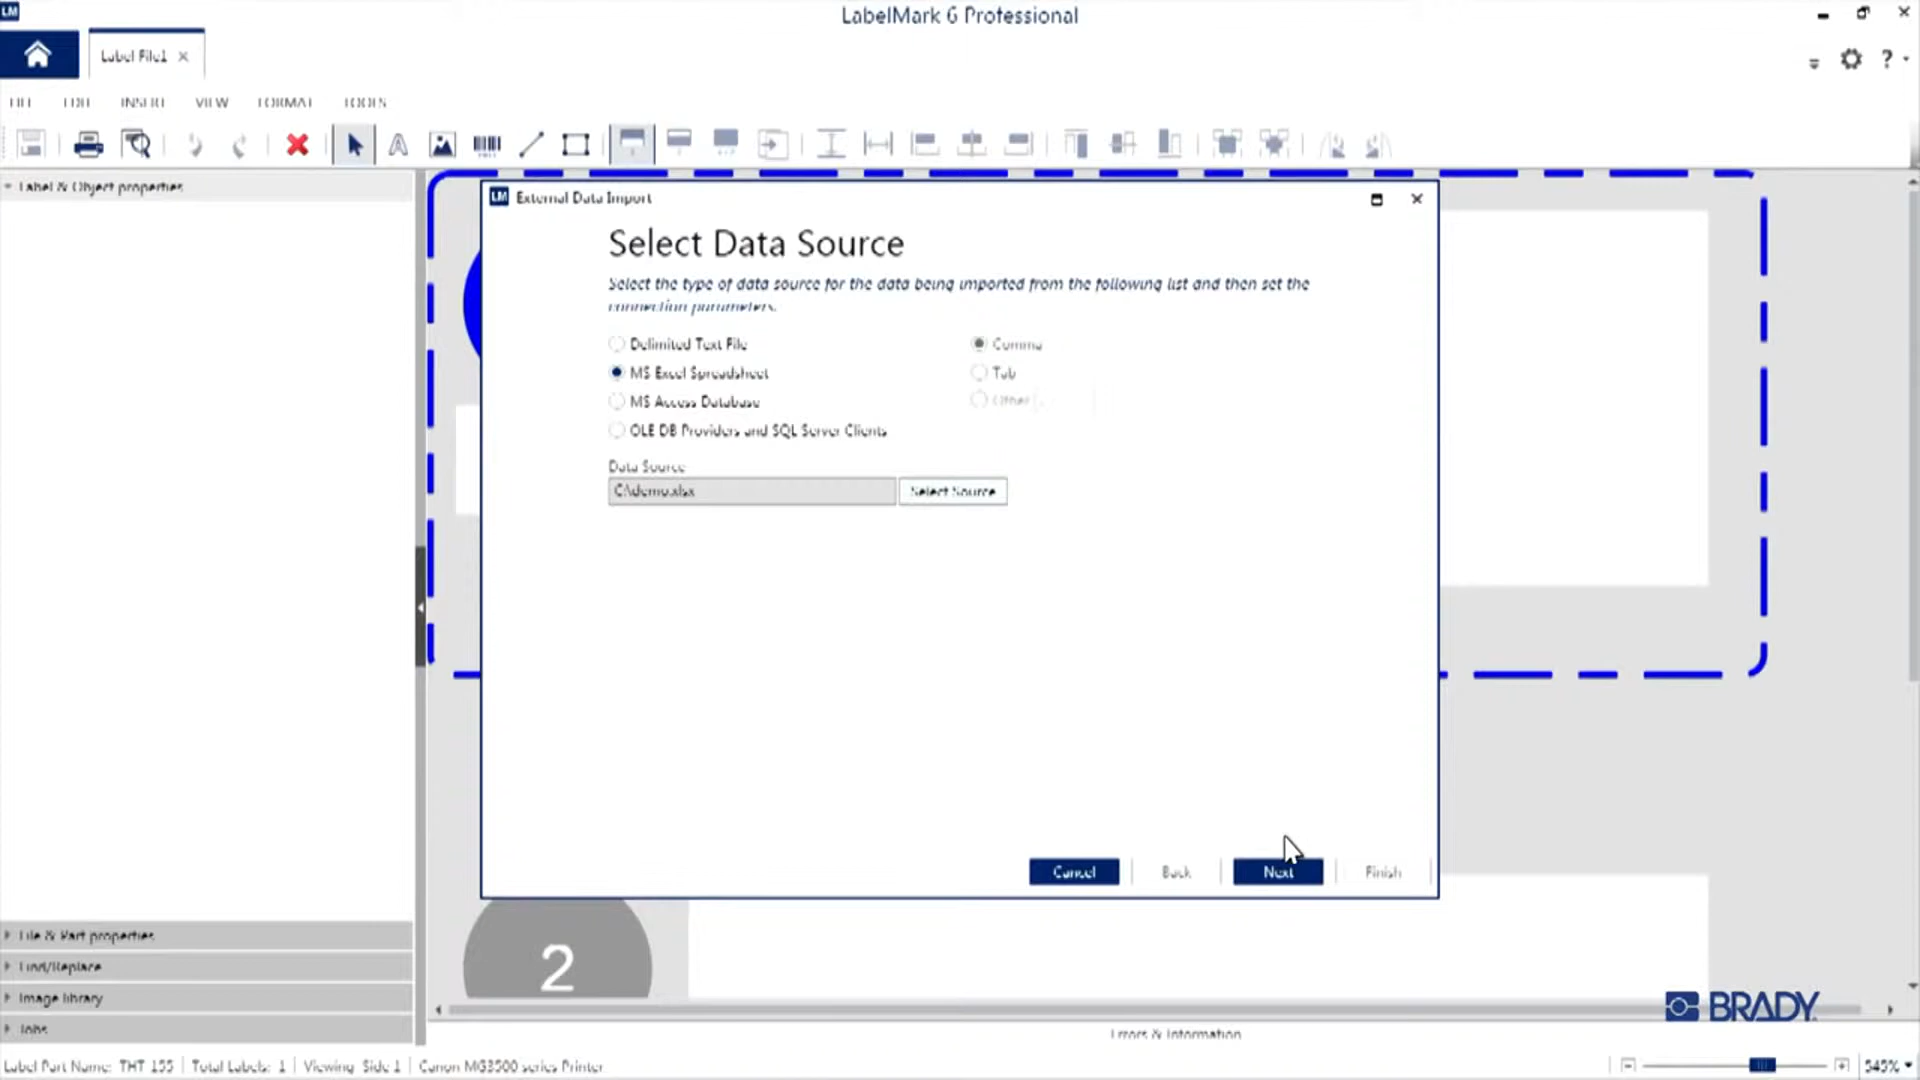 LM
LabelMark 6 Professional
Label File1
FILE EDIT INSERT VIEW FORMAT TOOLS
?
Label & Object properties
LM External Data Import
Select Data Source
Select the type of data source for the data being imported from the following list and then set the
connection parameters.
Delimited Text File
Comma
MS Excel Spreadsheet
Tab
MS Access Database
Other
OLE DB Providers and SQL Server Clients
Data Source
C:\demo.xlsx
Select Source
Cancel Back Next Finish
File & Part properties
Find/Replace
Image library
Jobs
2
BRADY
Errors & Information
Label Part Name: THT 155 Total Labels: 1 Viewing Side 1 Canon MG3500 series Printer
545%